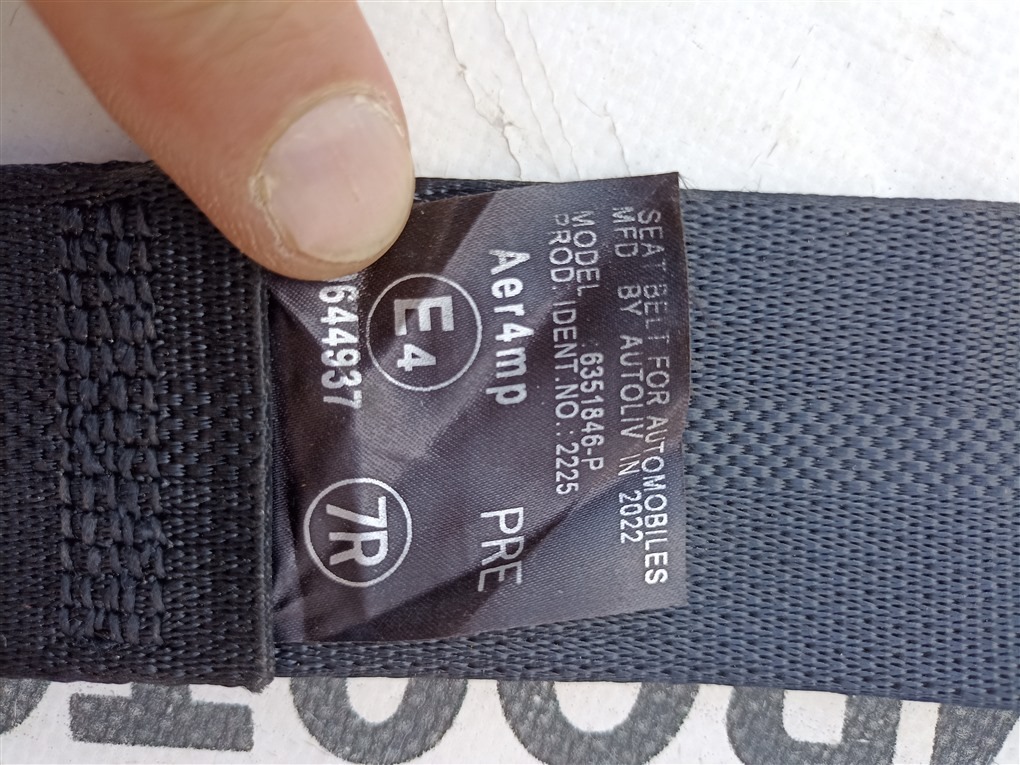 SEAT BELT FOR AUTOMOBILES
MFD BY AUTOLIV IN 2022
MODEL :6351846-P
PROD. IDENT.NO.:2225
Aer4mp PRE
E4
7R
644937